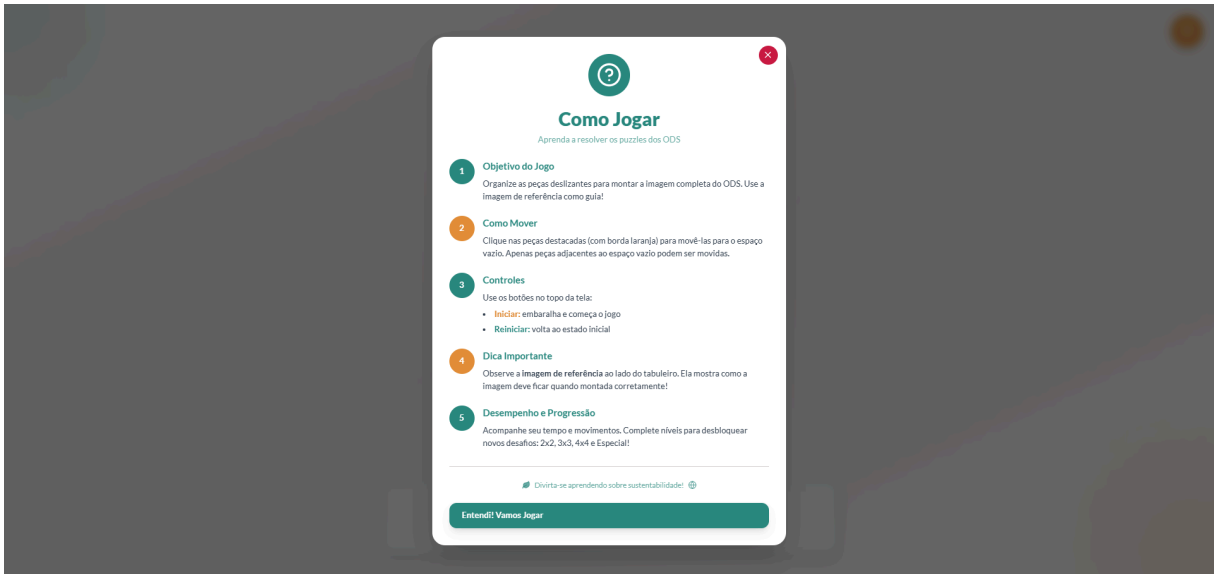 Como Jogar
Aprenda a resolver os puzzles dos ODS
1
Objetivo do Jogo
Organize as peças deslizantes para montar a imagem completa do ODS. Use a
imagem de referência como guia!
2
Como Mover
Clique nas peças destacadas (com borda laranja) para movê-las para o espaço
vazio. Apenas peças adjacentes ao espaço vazio podem ser movidas.
3
Controles
Use os botões no topo da tela:
• Iniciar: embaralha e começa o jogo
• Reiniciar: volta ao estado inicial
4
Dica Importante
Observe a imagem de referência ao lado do tabuleiro. Ela mostra como a
imagem deve ficar quando montada corretamente!
5
Desempenho e Progressão
Acompanhe seu tempo e movimentos. Complete níveis para desbloquear
novos desafios: 2x2, 3x3, 4x4 e Especial!
Divirta-se aprendendo sobre sustentabilidade!
Entendi! Vamos Jogar